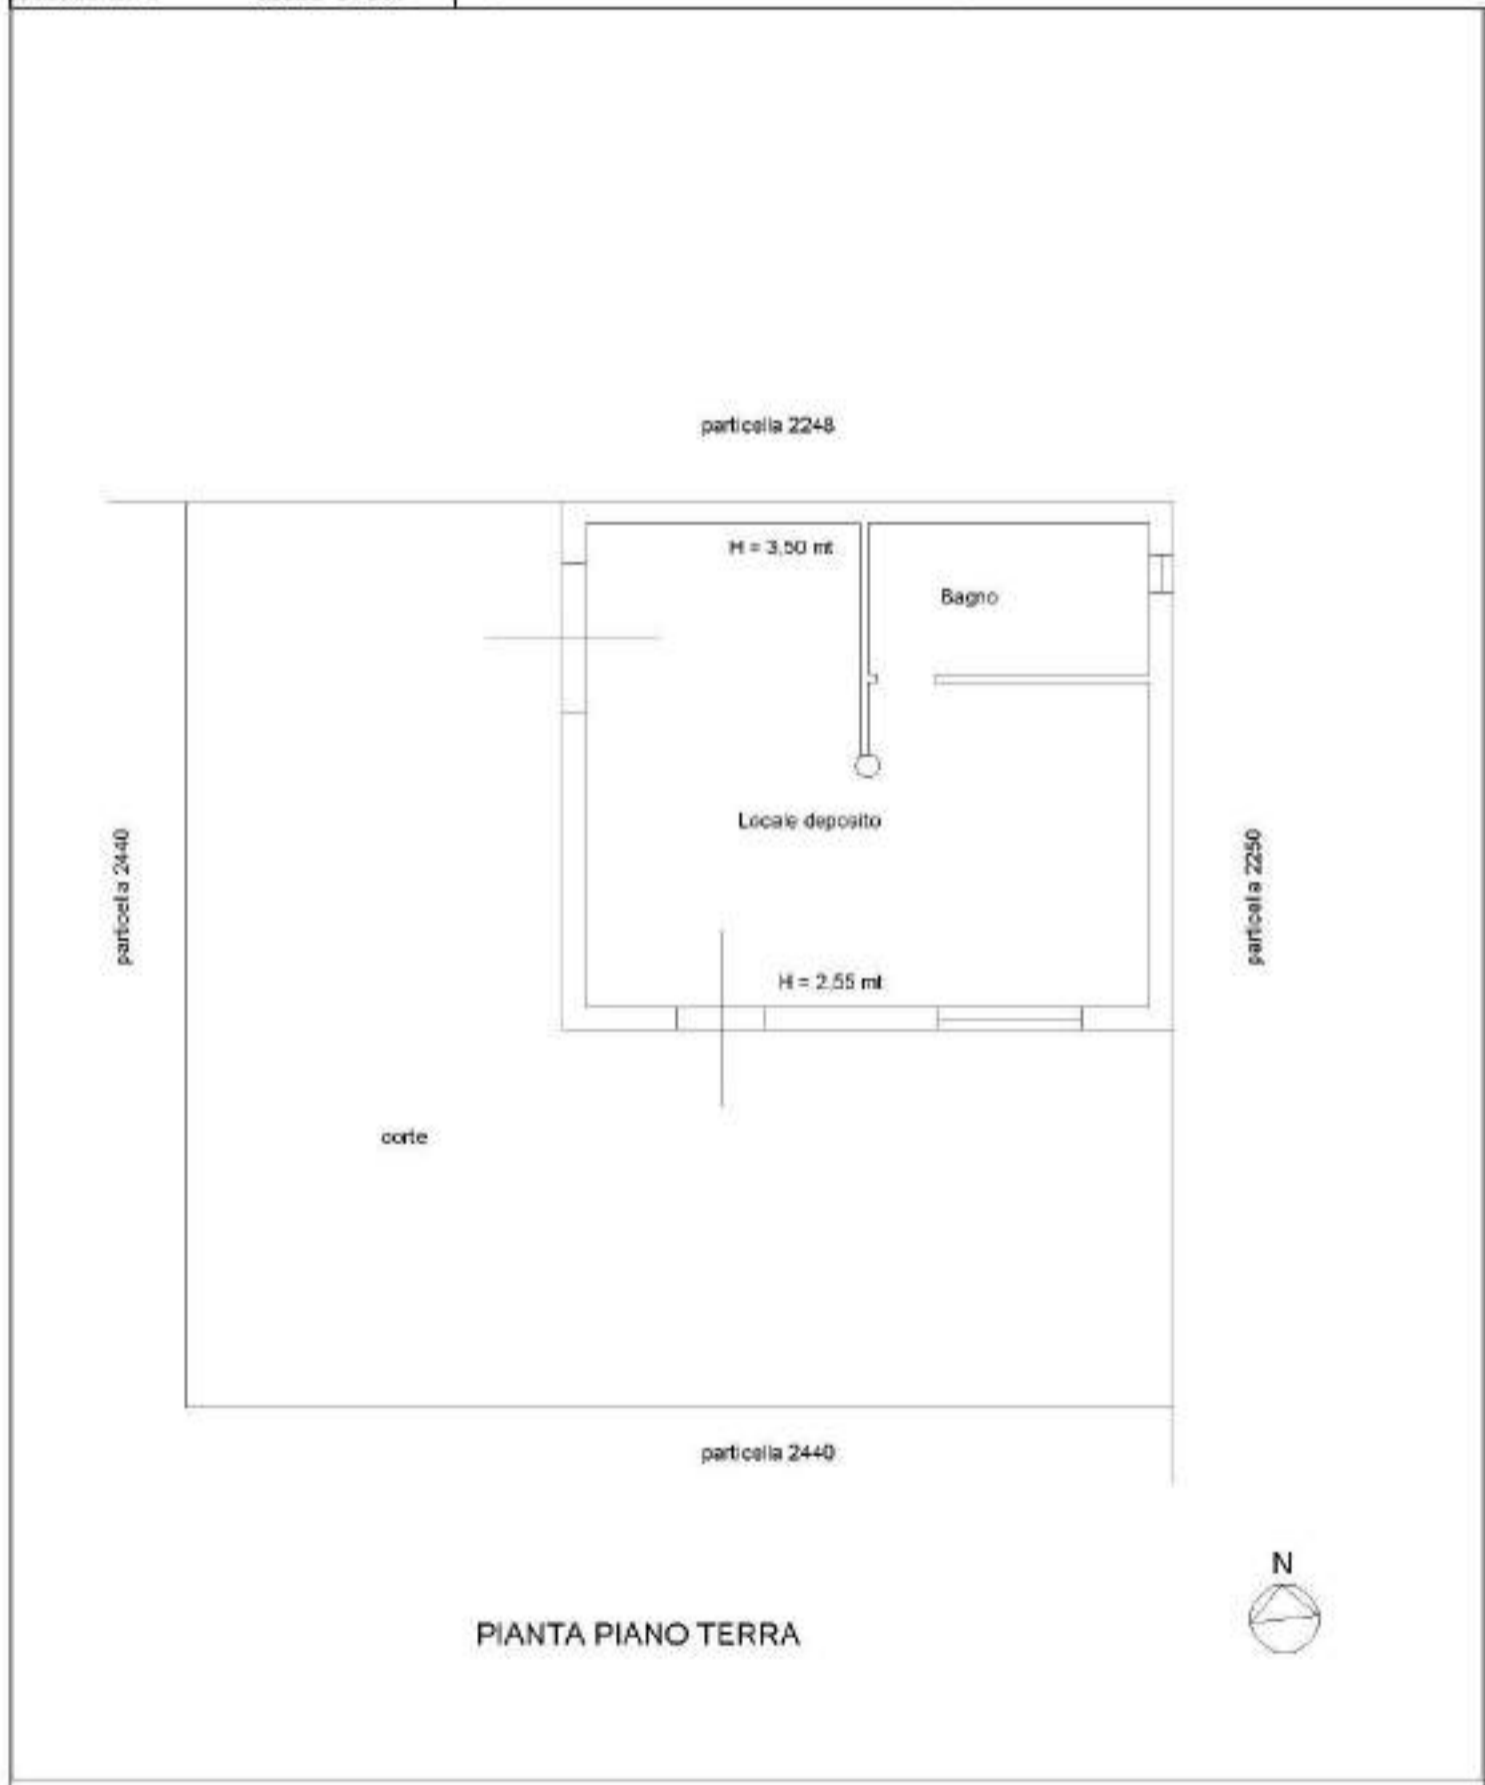 particella 2248
H = 3,50 mt
Bagno
Locale deposito
particella 2440
particella 2250
H = 2,55 mt
corte
particella 2440
N
PIANTA PIANO TERRA